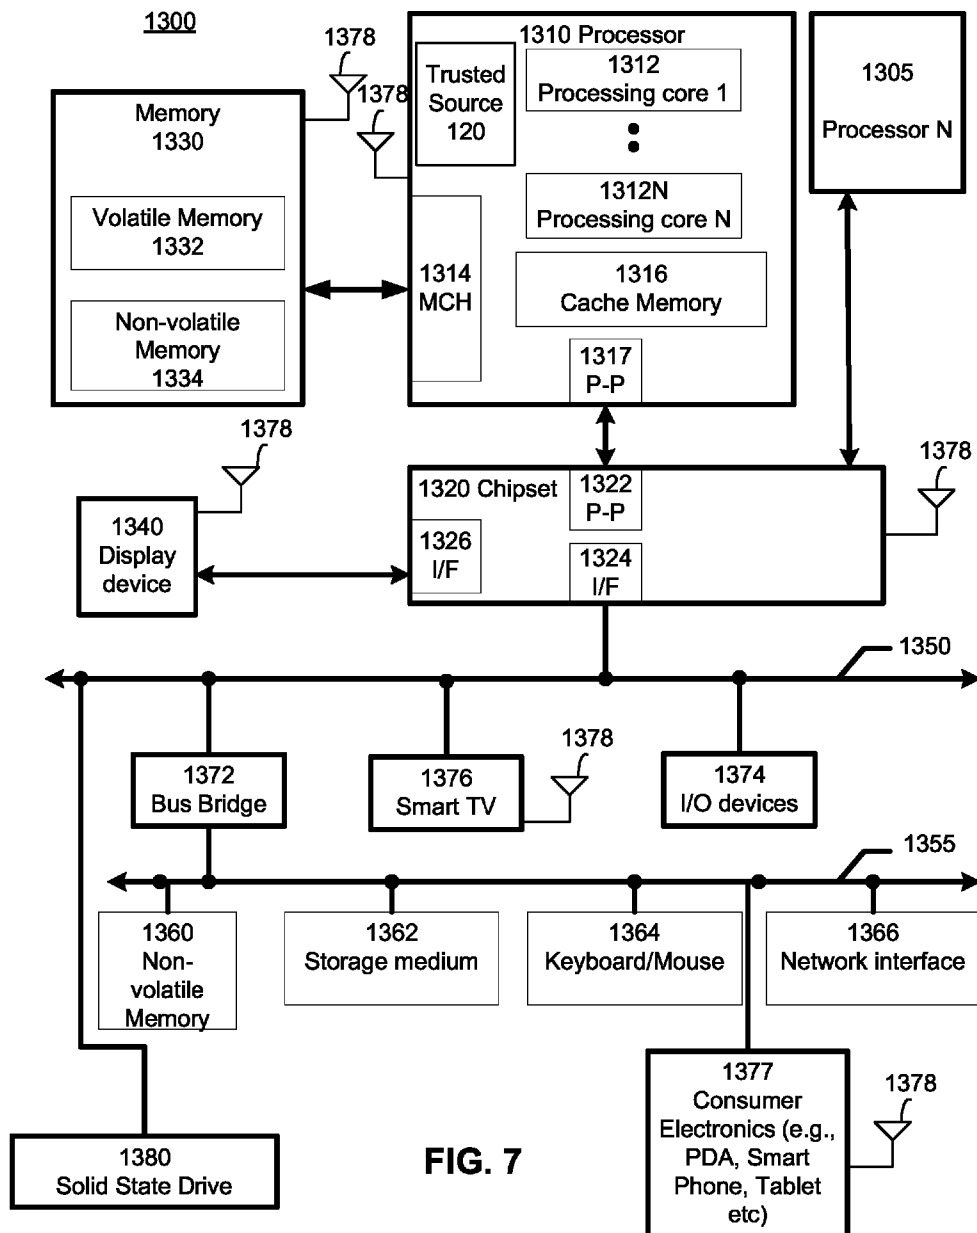 1300
1378
1378
Memory
1330
Volatile Memory
1332
Non-volatile
Memory
1334
1310 Processor
Trusted
Source
120
1312
Processing core 1
1312N
Processing core N
1314
MCH
1316
Cache Memory
1317
P-P
1305
Processor N
1378
1340
Display
device
1320 Chipset
1322
P-P
1326
I/F
1324
I/F
1378
1350
1372
Bus Bridge
1376
Smart TV
1378
1374
I/O devices
1355
1360
Non-
volatile
Memory
1362
Storage medium
1364
Keyboard/Mouse
1366
Network interface
1377
Consumer
Electronics (e.g.,
PDA, Smart
Phone, Tablet
etc)
1378
1380
Solid State Drive
FIG. 7